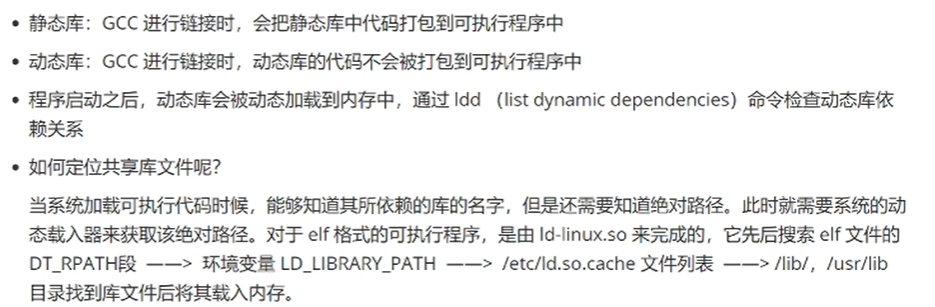 • 静态库：GCC 进行链接时，会把静态库中代码打包到可执行程序中
• 动态库：GCC 进行链接时，动态库的代码不会被打包到可执行程序中
• 程序启动之后，动态库会被动态加载到内存中，通过 ldd （list dynamic dependencies）命令检查动态库依
赖关系
• 如何定位共享库文件呢？
当系统加载可执行代码时候，能够知道其所依赖的库的名字，但是还需要知道绝对路径。此时就需要系统的动
态载入器来获取该绝对路径。对于 elf 格式的可执行程序，是由 ld-linux.so 来完成的，它先后搜索 elf 文件的
DT_RPATH段 ——> 环境变量 LD_LIBRARY_PATH ——> /etc/ld.so.cache 文件列表 ——> /lib/，/usr/lib
目录找到库文件后将其载入内存。